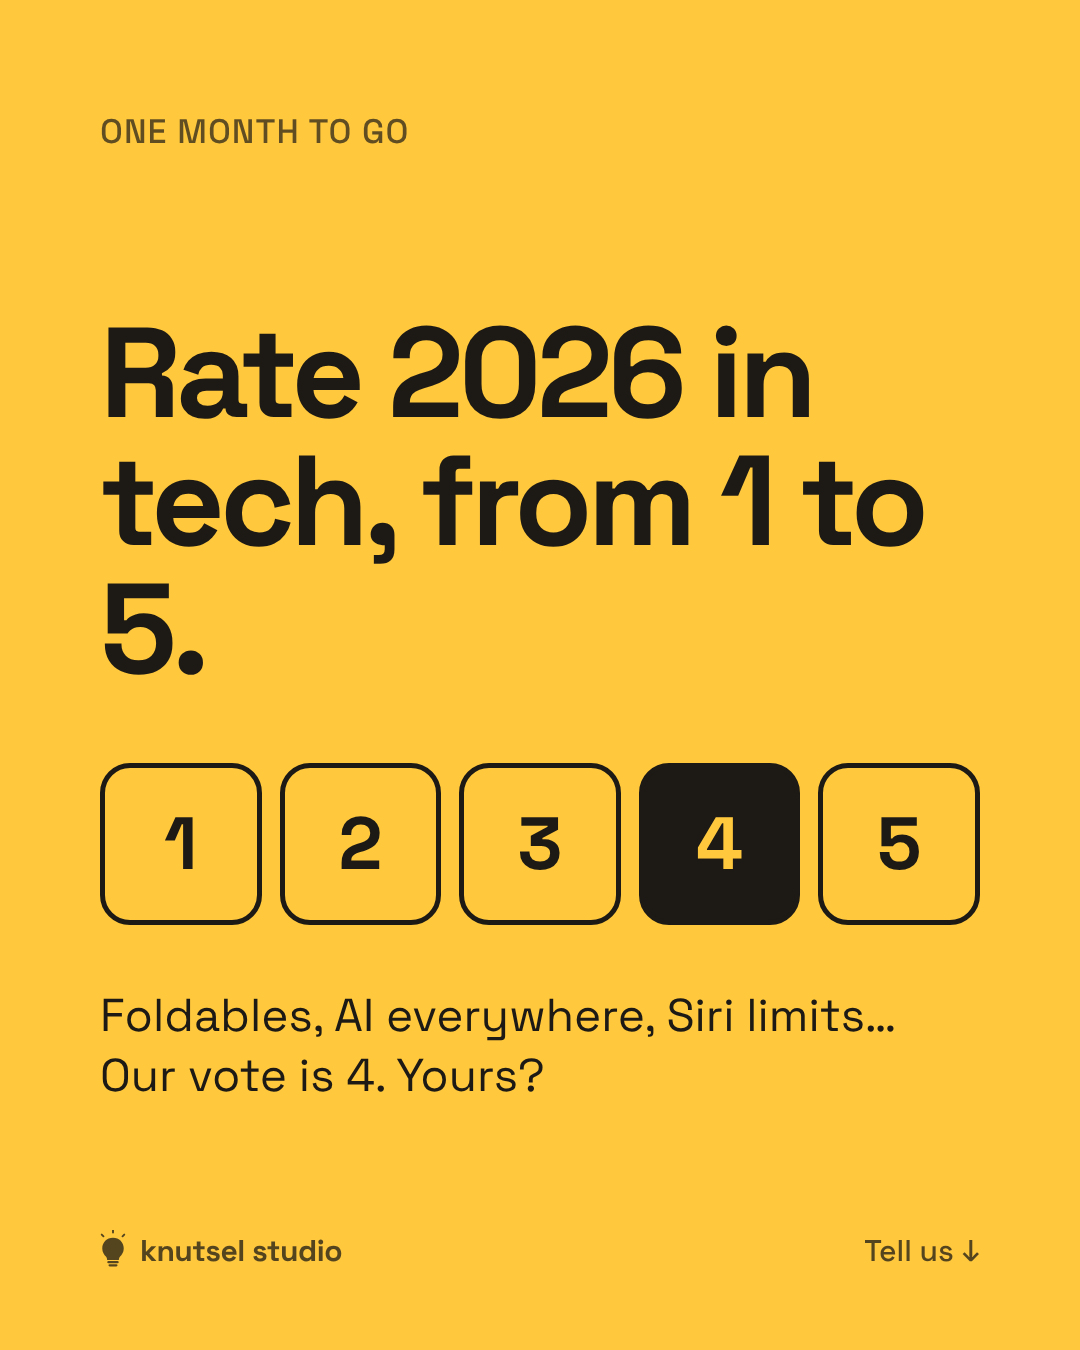 ONE MONTH TO GO
Rate 2026 in
tech, from 1 to
5.
1 2 3 4 5
Foldables, AI everywhere, Siri limits...
Our vote is 4. Yours?
knutsel studio
Tell us ↓